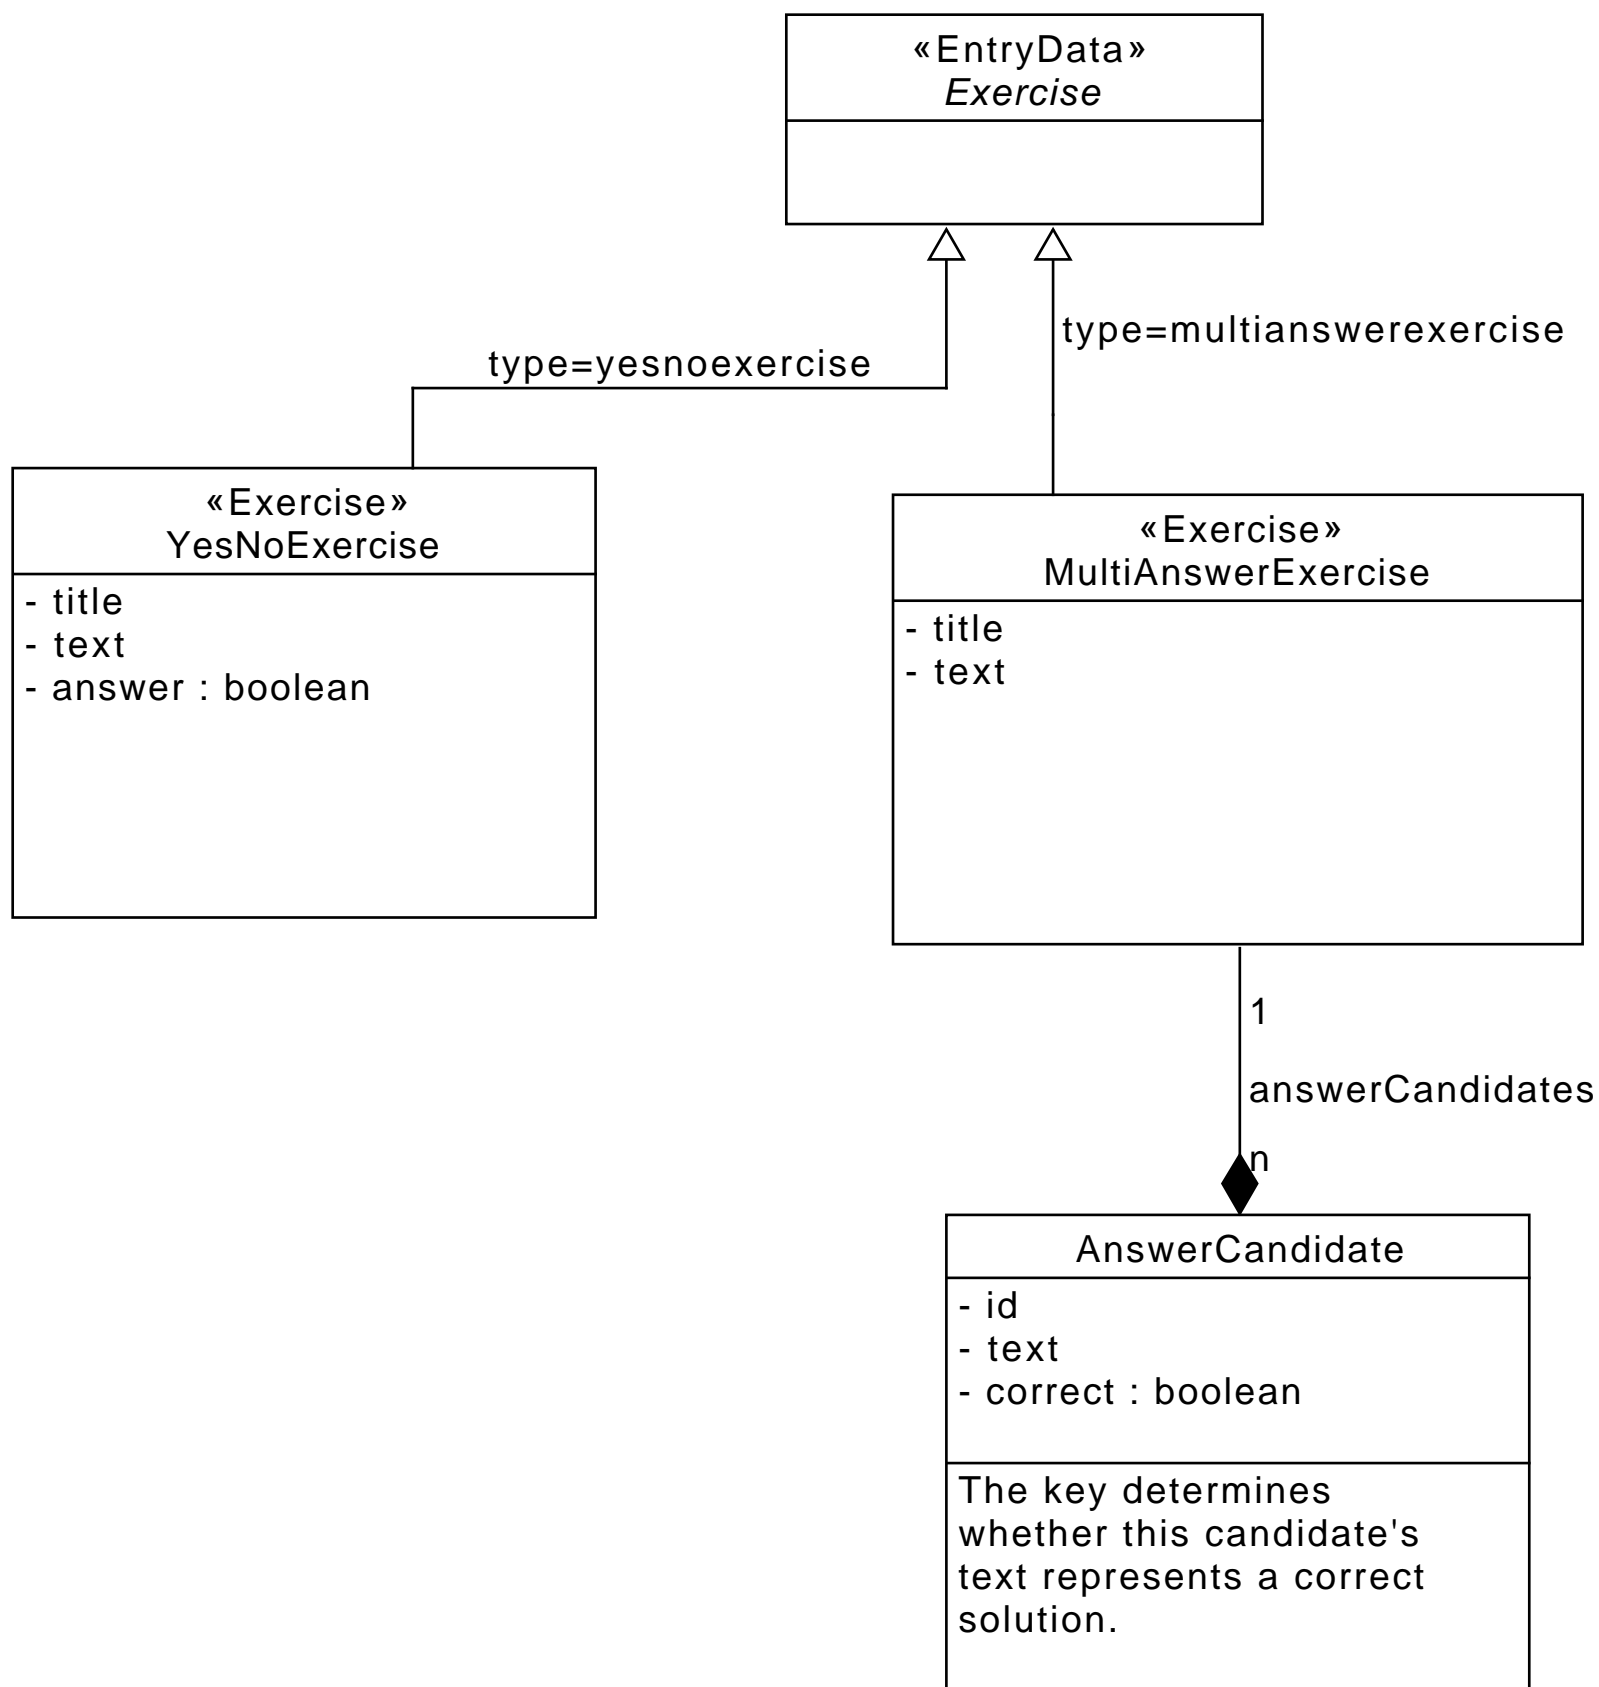 «EntryData»
Exercise
type=multianswerexercise
type=yesnoexercise
«Exercise»
YesNoExercise
- title
- text
- answer : boolean
«Exercise»
MultiAnswerExercise
- title
- text
1
answerCandidates
n
AnswerCandidate
- id
- text
- correct : boolean
The key determines
whether this candidate's
text represents a correct
solution.